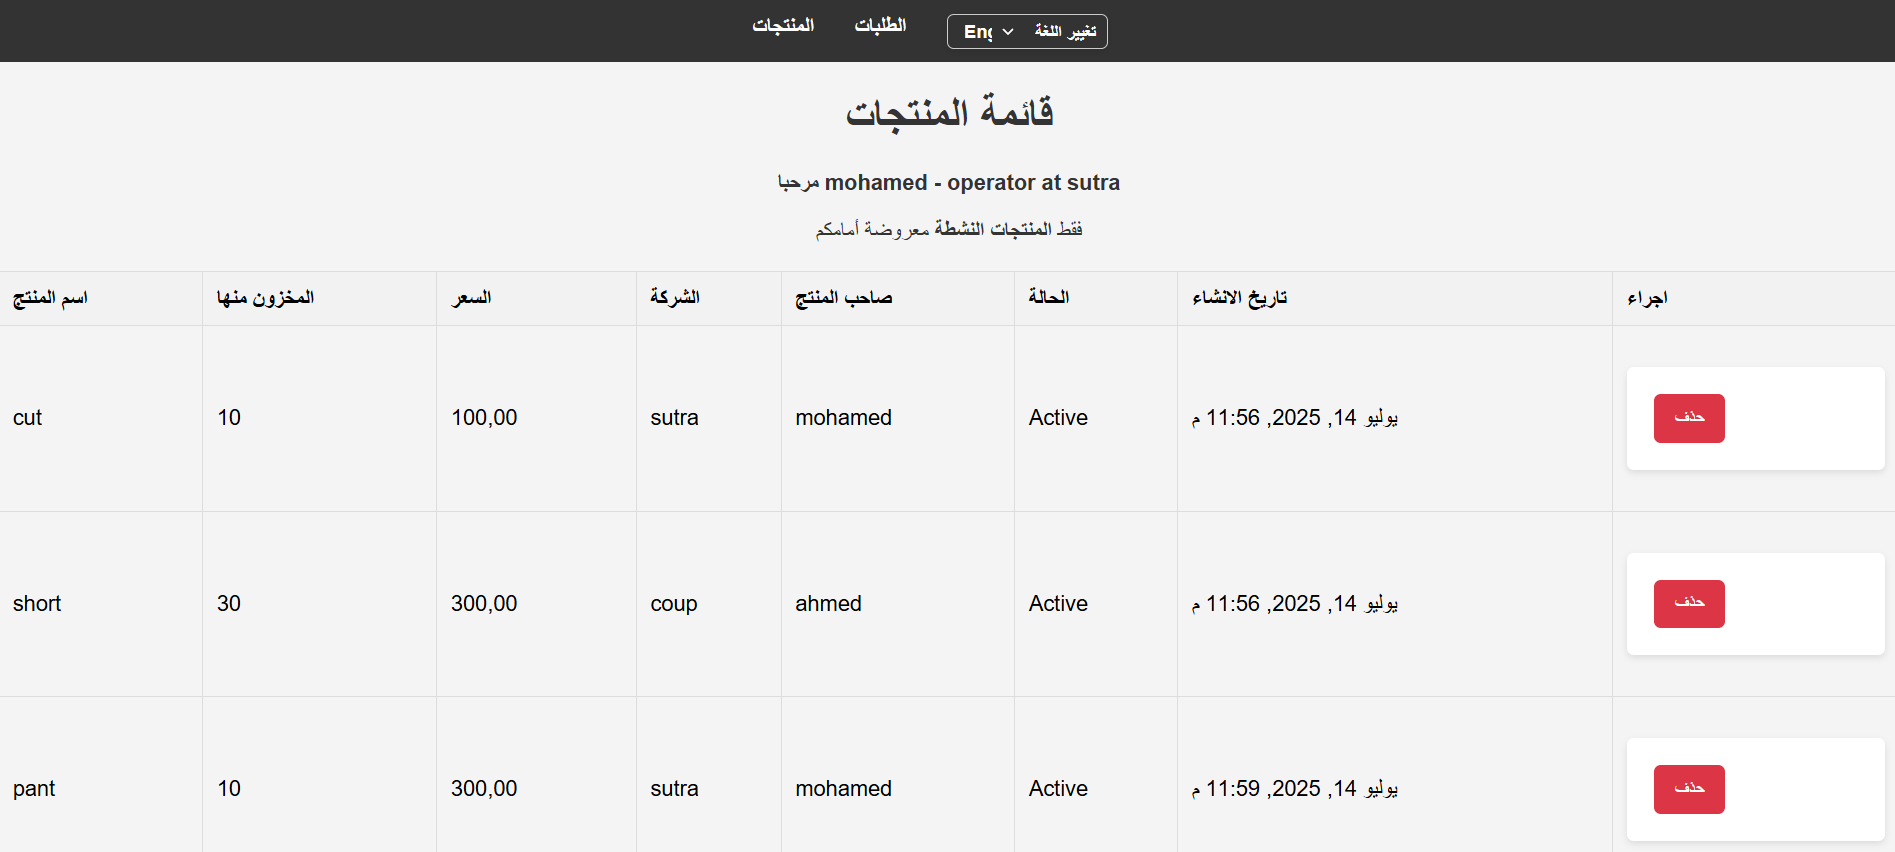 المنتجات الطلبات Eng تغيير اللغة
قائمة المنتجات
مرحبا mohamed - operator at sutra
فقط المنتجات النشطة معروضة أمامكم
اسم المنتج المخزون منها السعر الشركة صاحب المنتج الحالة تاريخ الانشاء اجراء
cut 10 100,00 sutra mohamed Active يوليو 14, 2025, 11:56 م حذف
short 30 300,00 coup ahmed Active يوليو 14, 2025, 11:56 م حذف
pant 10 300,00 sutra mohamed Active يوليو 14, 2025, 11:59 م حذف